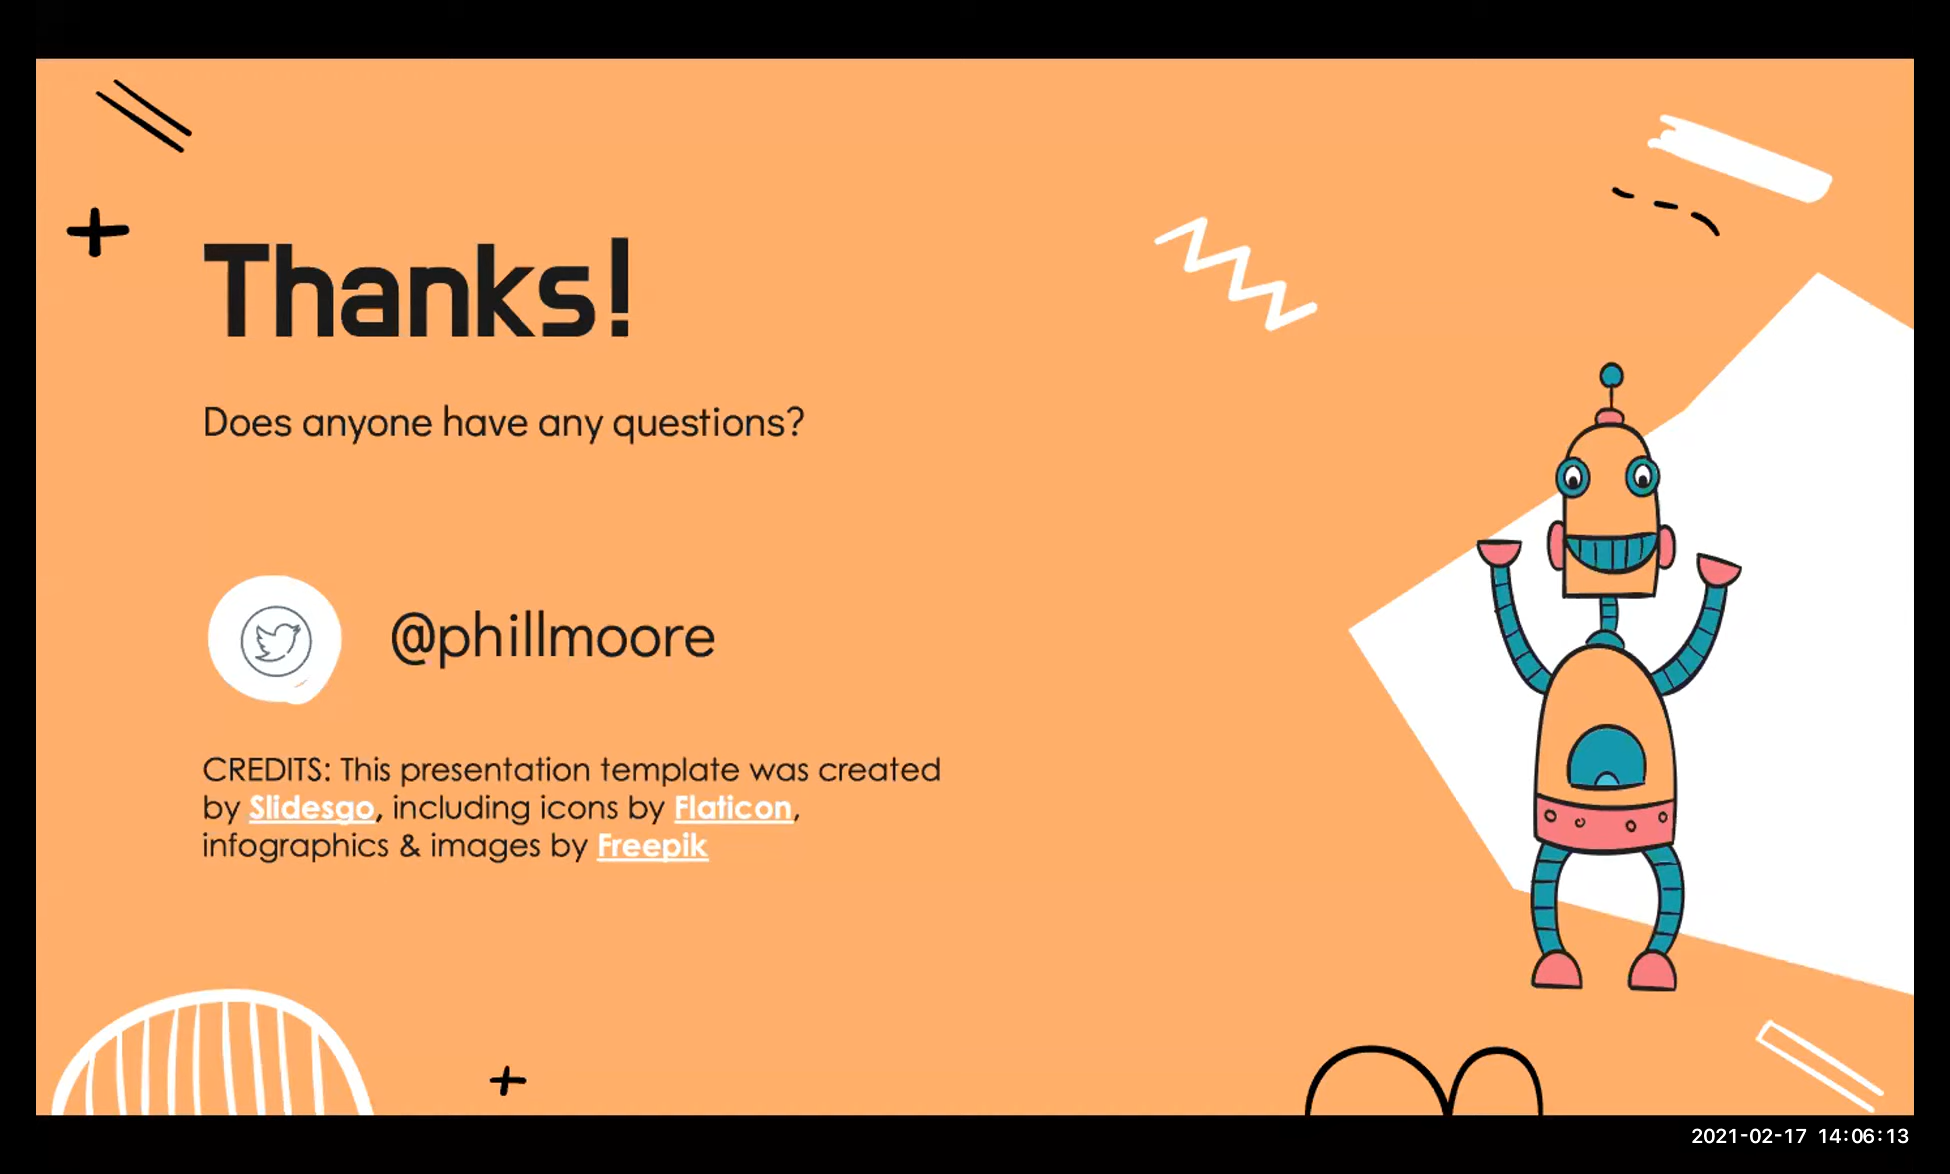 Thanks!
Does anyone have any questions?
@phillmoore
CREDITS: This presentation template was created
by Slidesgo, including icons by Flaticon,
infographics & images by Freepik
2021-02-17 14:06:13